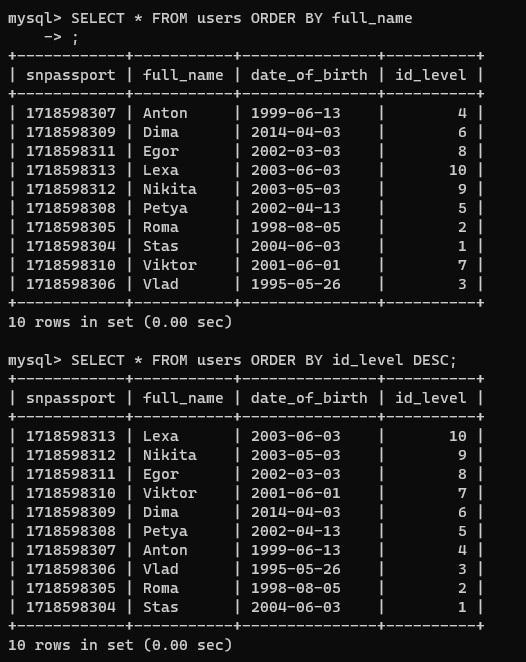 mysql> SELECT * FROM users ORDER BY full_name
    -> ;
+------------+-----------+---------------+----------+
| snpassport | full_name | date_of_birth | id_level |
+------------+-----------+---------------+----------+
| 1718598307 | Anton     | 1999-06-13    |        4 |
| 1718598309 | Dima      | 2014-04-03    |        6 |
| 1718598311 | Egor      | 2002-03-03    |        8 |
| 1718598313 | Lexa      | 2003-06-03    |       10 |
| 1718598312 | Nikita    | 2003-05-03    |        9 |
| 1718598308 | Petya     | 2002-04-13    |        5 |
| 1718598305 | Roma      | 1998-08-05    |        2 |
| 1718598304 | Stas      | 2004-06-03    |        1 |
| 1718598310 | Viktor    | 2001-06-01    |        7 |
| 1718598306 | Vlad      | 1995-05-26    |        3 |
+------------+-----------+---------------+----------+
10 rows in set (0.00 sec)

mysql> SELECT * FROM users ORDER BY id_level DESC;
+------------+-----------+---------------+----------+
| snpassport | full_name | date_of_birth | id_level |
+------------+-----------+---------------+----------+
| 1718598313 | Lexa      | 2003-06-03    |       10 |
| 1718598312 | Nikita    | 2003-05-03    |        9 |
| 1718598311 | Egor      | 2002-03-03    |        8 |
| 1718598310 | Viktor    | 2001-06-01    |        7 |
| 1718598309 | Dima      | 2014-04-03    |        6 |
| 1718598308 | Petya     | 2002-04-13    |        5 |
| 1718598307 | Anton     | 1999-06-13    |        4 |
| 1718598306 | Vlad      | 1995-05-26    |        3 |
| 1718598305 | Roma      | 1998-08-05    |        2 |
| 1718598304 | Stas      | 2004-06-03    |        1 |
+------------+-----------+---------------+----------+
10 rows in set (0.00 sec)